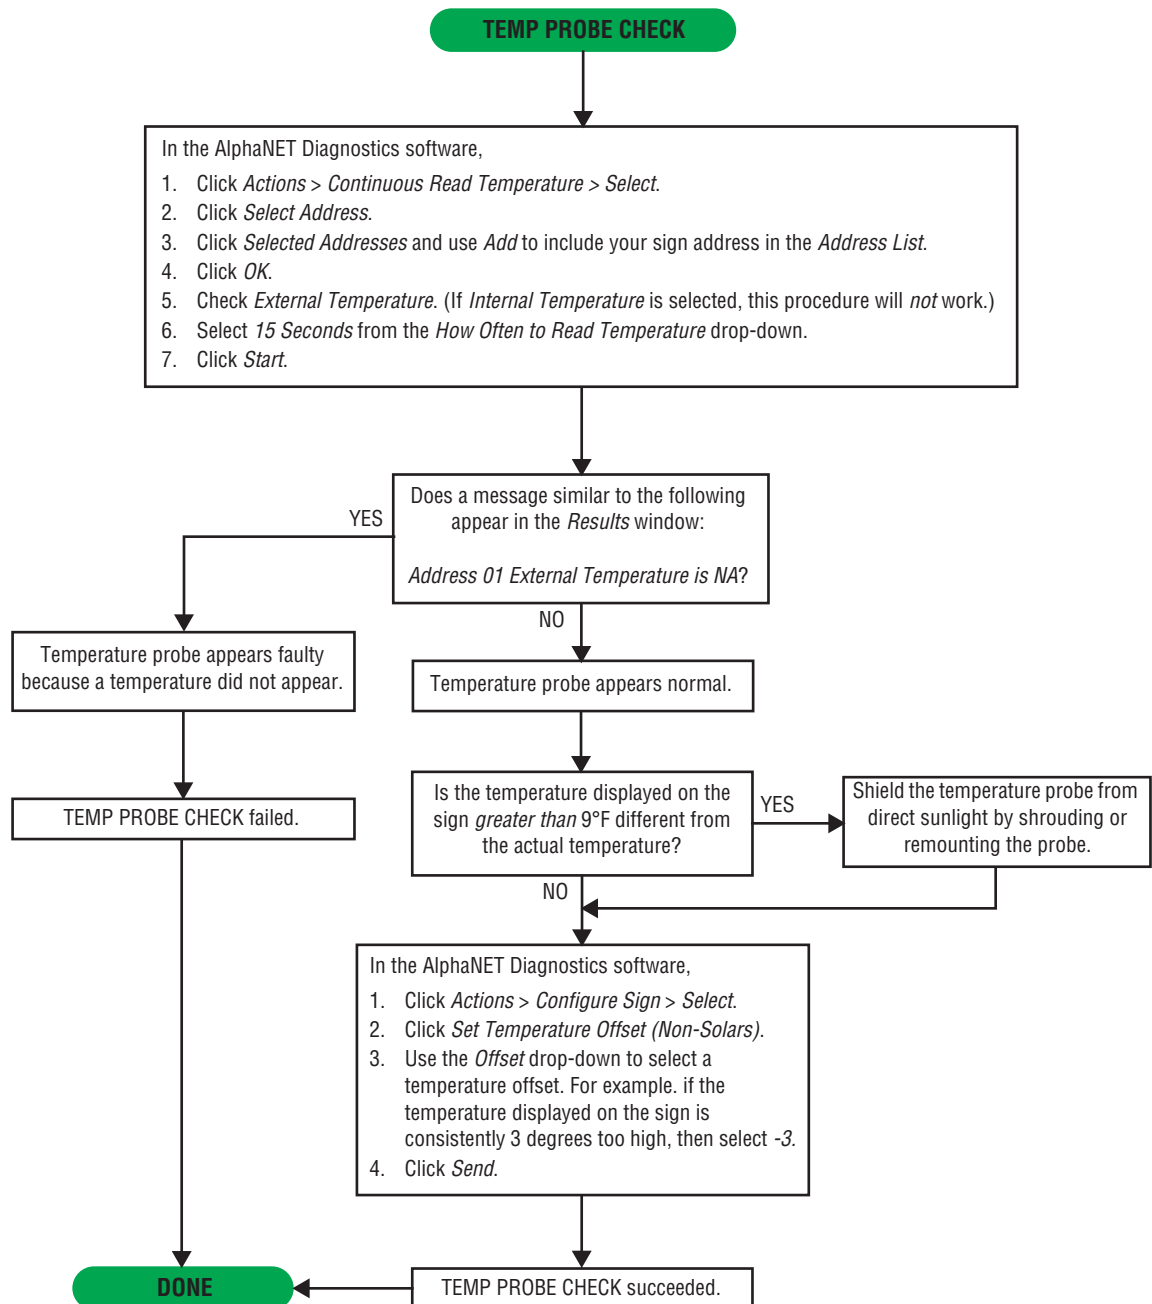 TEMP PROBE CHECK
In the AlphaNET Diagnostics software,
1. Click Actions > Continuous Read Temperature > Select.
2. Click Select Address.
3. Click Selected Addresses and use Add to include your sign address in the Address List.
4. Click OK.
5. Check External Temperature. (If Internal Temperature is selected, this procedure will not work.)
6. Select 15 Seconds from the How Often to Read Temperature drop-down.
7. Click Start.
Does a message similar to the following
appear in the Results window:
Address 01 External Temperature is NA?
YES
NO
Temperature probe appears faulty
because a temperature did not appear.
Temperature probe appears normal.
TEMP PROBE CHECK failed.
Is the temperature displayed on the
sign greater than 9°F different from
the actual temperature?
YES
Shield the temperature probe from
direct sunlight by shrouding or
remounting the probe.
NO
In the AlphaNET Diagnostics software,
1. Click Actions > Configure Sign > Select.
2. Click Set Temperature Offset (Non-Solars).
3. Use the Offset drop-down to select a
temperature offset. For example. if the
temperature displayed on the sign is
consistently 3 degrees too high, then select -3.
4. Click Send.
DONE
TEMP PROBE CHECK succeeded.